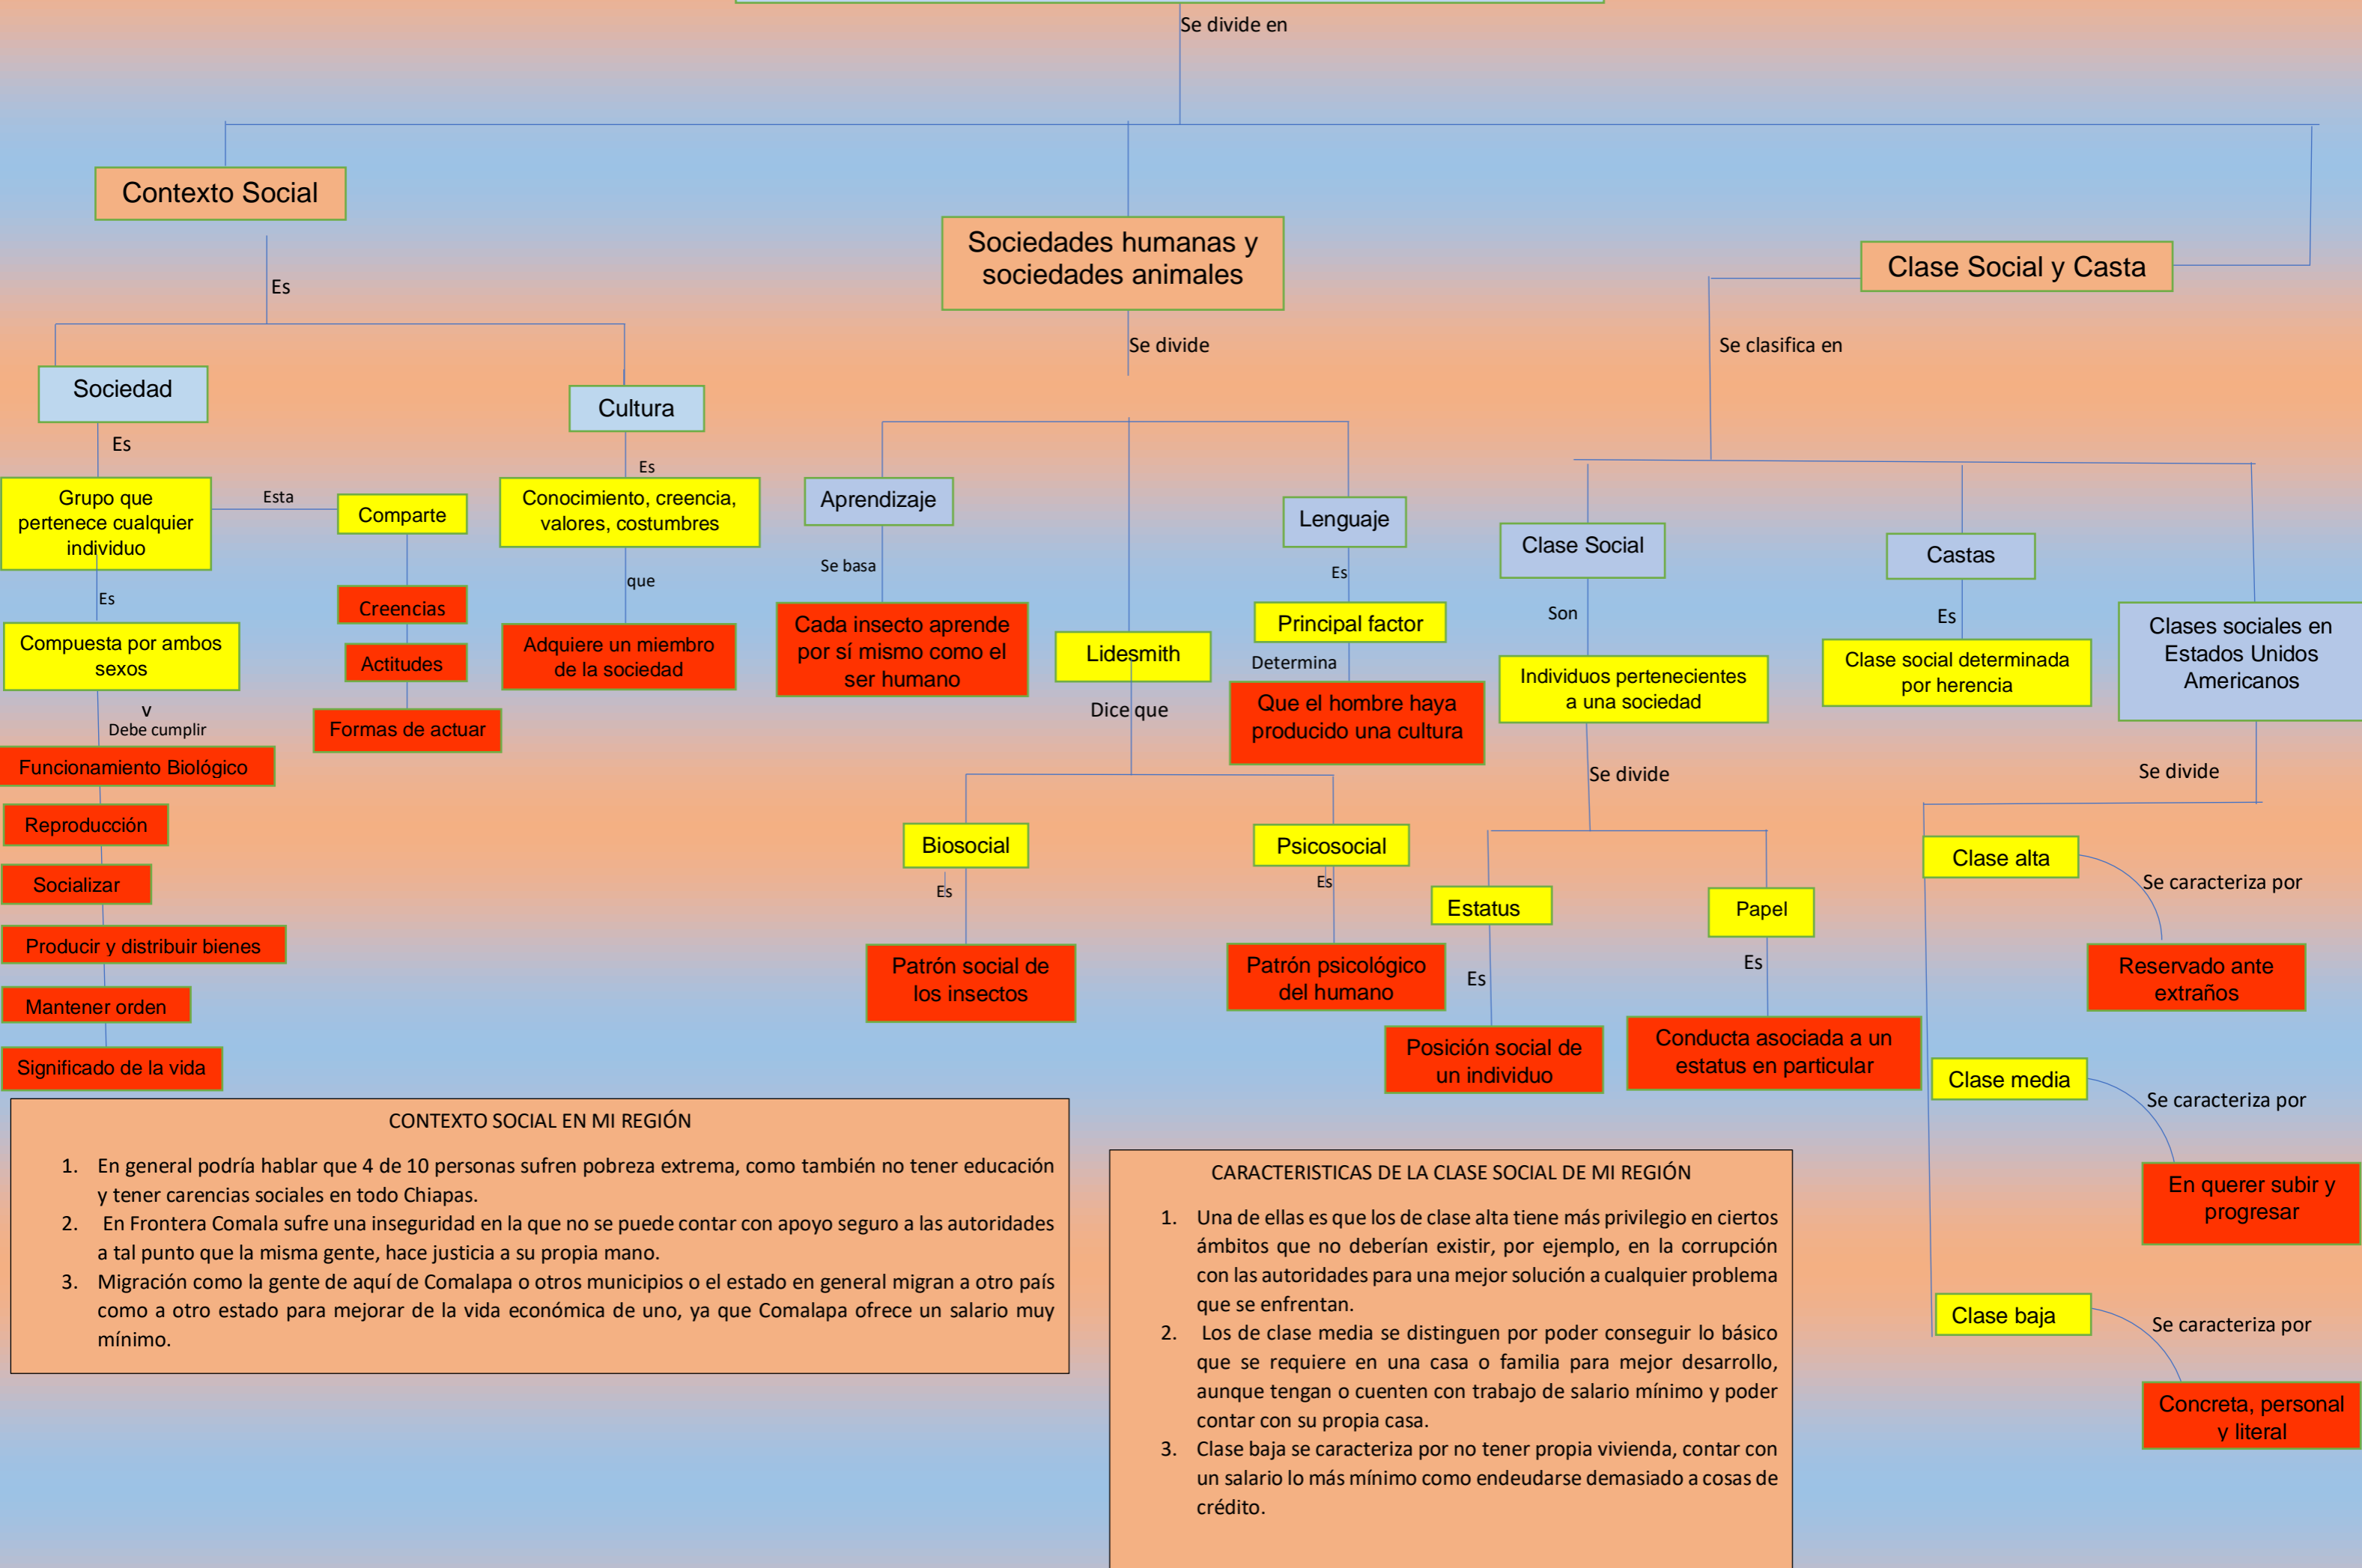 Se divide en
Contexto Social
Es
Sociedad
Es
Grupo que
pertenece cualquier
individuo
Esta
Comparte
Creencias
Actitudes
Formas de actuar
Es
Compuesta por ambos
sexos
v
Debe cumplir
Funcionamiento Biológico
Reproducción
Socializar
Producir y distribuir bienes
Mantener orden
Significado de la vida
Cultura
Es
Conocimiento, creencia,
valores, costumbres
que
Adquiere un miembro
de la sociedad
Sociedades humanas y
sociedades animales
Se divide
Aprendizaje
Se basa
Cada insecto aprende
por sí mismo como el
ser humano
Lidesmith
Dice que
Biosocial
Es
Patrón social de
los insectos
Psicosocial
Es
Patrón psicológico
del humano
Lenguaje
Es
Principal factor
Determina
Que el hombre haya
producido una cultura
Clase Social y Casta
Se clasifica en
Clase Social
Son
Individuos pertenecientes
a una sociedad
Se divide
Estatus
Es
Posición social de
un individuo
Papel
Es
Conducta asociada a un
estatus en particular
Castas
Es
Clase social determinada
por herencia
Clases sociales en
Estados Unidos
Americanos
Se divide
Clase alta
Se caracteriza por
Reservado ante
extraños
Clase media
Se caracteriza por
En querer subir y
progresar
Clase baja
Se caracteriza por
Concreta, personal
y literal
CONTEXTO SOCIAL EN MI REGIÓN
1. En general podría hablar que 4 de 10 personas sufren pobreza extrema, como también no tener educación
y tener carencias sociales en todo Chiapas.
2. En Frontera Comala sufre una inseguridad en la que no se puede contar con apoyo seguro a las autoridades
a tal punto que la misma gente, hace justicia a su propia mano.
3. Migración como la gente de aquí de Comalapa o otros municipios o el estado en general migran a otro país
como a otro estado para mejorar de la vida económica de uno, ya que Comalapa ofrece un salario muy
mínimo.
CARACTERISTICAS DE LA CLASE SOCIAL DE MI REGIÓN
1. Una de ellas es que los de clase alta tiene más privilegio en ciertos
ámbitos que no deberían existir, por ejemplo, en la corrupción
con las autoridades para una mejor solución a cualquier problema
que se enfrentan.
2. Los de clase media se distinguen por poder conseguir lo básico
que se requiere en una casa o familia para mejor desarrollo,
aunque tengan o cuenten con trabajo de salario mínimo y poder
contar con su propia casa.
3. Clase baja se caracteriza por no tener propia vivienda, contar con
un salario lo más mínimo como endeudarse demasiado a cosas de
crédito.